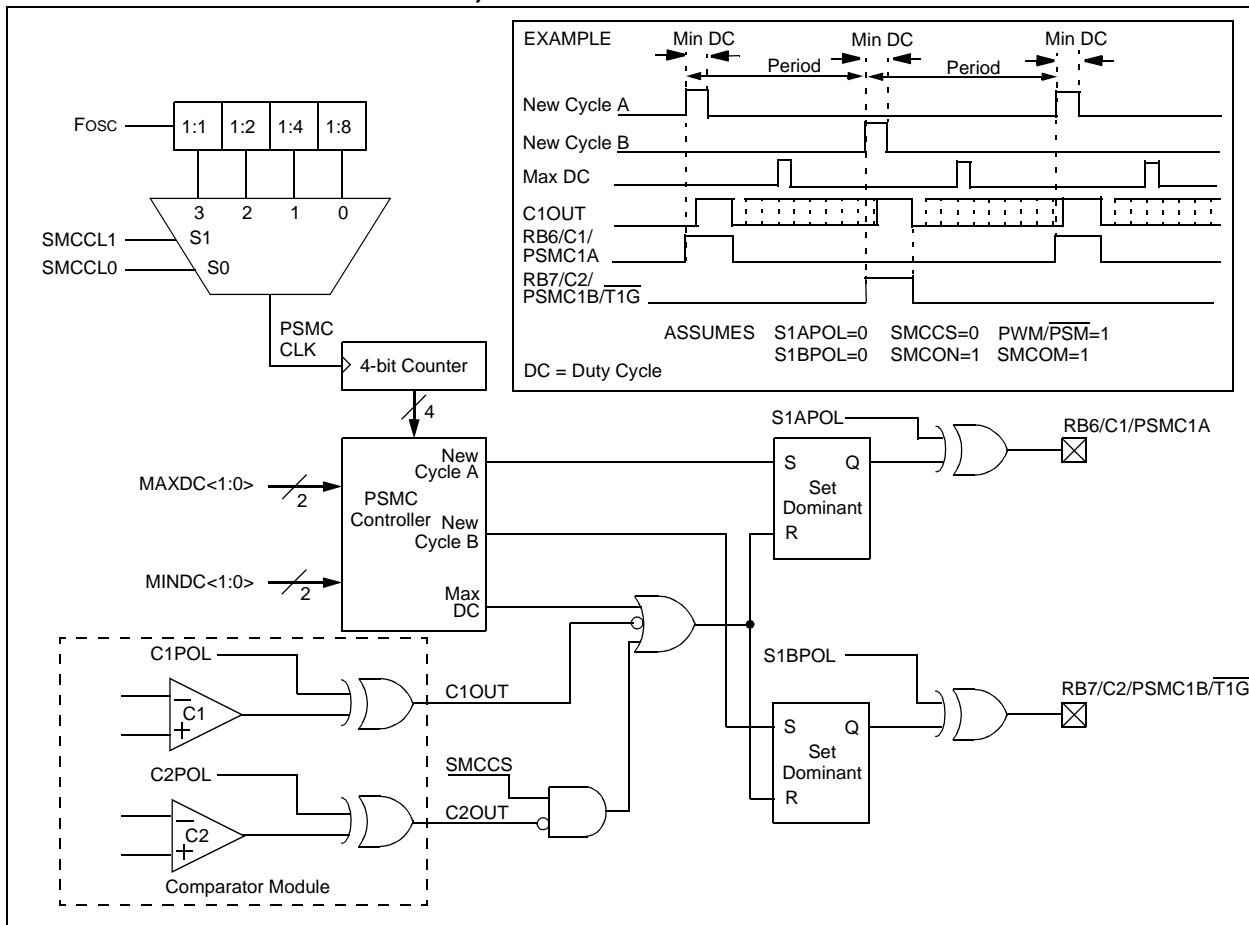 EXAMPLE
Min DC Min DC Min DC
Period Period
New Cycle A
New Cycle B
Max DC
C1OUT
RB6/C1/
PSMC1A
RB7/C2/
PSMC1B/T1G
ASSUMES S1APOL=0 SMCCS=0 PWM/PSM=1
S1BPOL=0 SMCON=1 SMCOM=1
DC = Duty Cycle
FOSC 1:1 1:2 1:4 1:8
3 2 1 0
SMCCL1 S1
SMCCL0 S0
PSMC
CLK
4-bit Counter
4
MAXDC<1:0> 2
MINDC<1:0> 2
PSMC
Controller
New
Cycle A
New
Cycle B
Max
DC
S1APOL
S Q
Set
Dominant
R
RB6/C1/PSMC1A
S1BPOL
S Q
Set
Dominant
R
RB7/C2/PSMC1B/T1G
C1POL
C1
–
+
C1OUT
C2POL
C2
–
+
SMCCS
C2OUT
Comparator Module